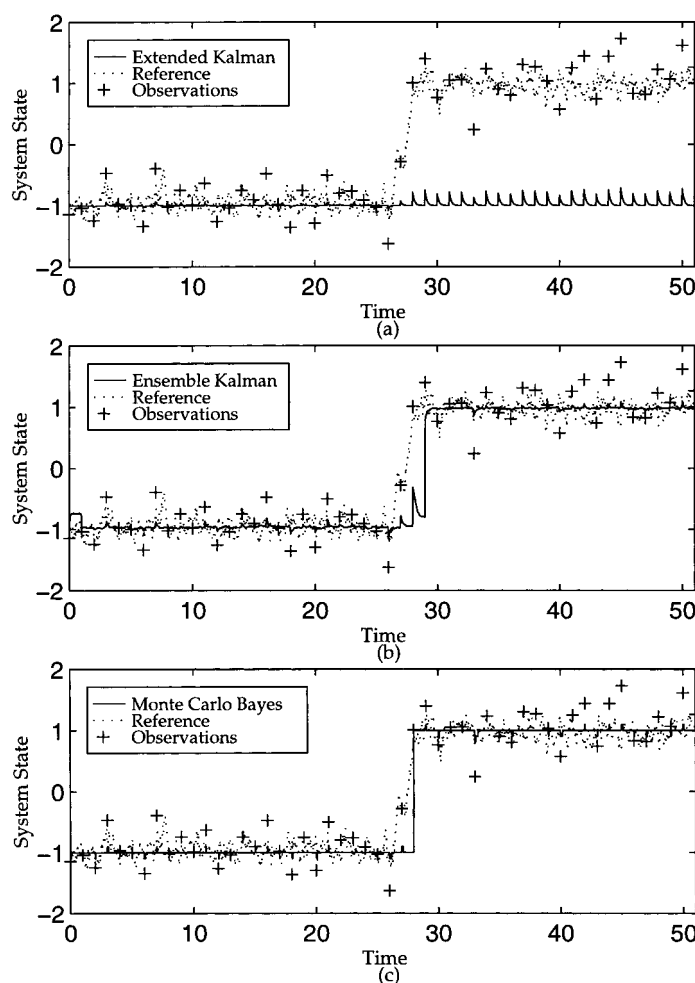 2
1
0
−1
−2
System State
Extended Kalman
Reference
Observations
0 10 20 30 40 50
Time
(a)
2
1
0
−1
−2
System State
Ensemble Kalman
Reference
Observations
0 10 20 30 40 50
Time
(b)
2
1
0
−1
−2
System State
Monte Carlo Bayes
Reference
Observations
0 10 20 30 40 50
Time
(c)